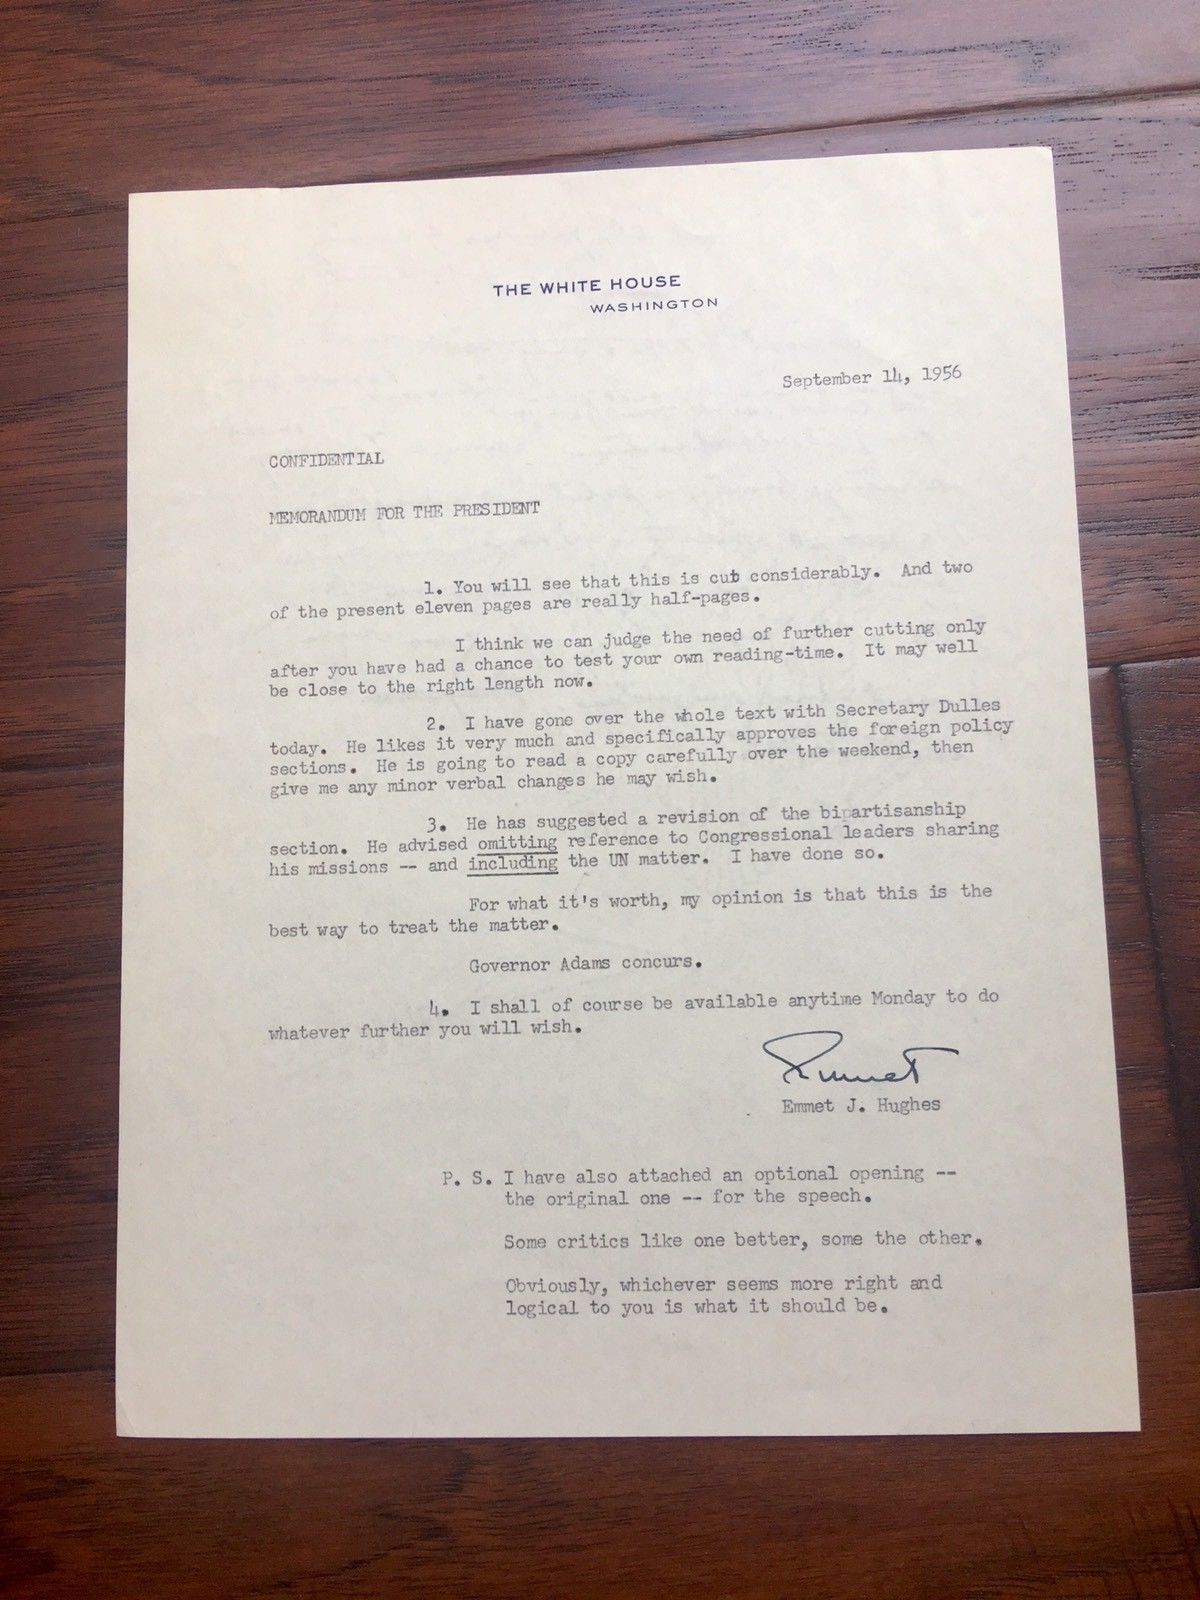 THE WHITE HOUSE
WASHINGTON
September 14, 1956
CONFIDENTIAL
MEMORANDUM FOR THE PRESIDENT
1. You will see that this is cut considerably. And two
of the present eleven pages are really half-pages.
I think we can judge the need of further cutting only
after you have had a chance to test your own reading-time. It may well
be close to the right length now.
2. I have gone over the whole text with Secretary Dulles
today. He likes it very much and specifically approves the foreign policy
sections. He is going to read a copy carefully over the weekend, then
give me any minor verbal changes he may wish.
3. He has suggested a revision of the bipartisanship
section. He advised omitting reference to Congressional leaders sharing
his missions -- and including the UN matter. I have done so.
For what it's worth, my opinion is that this is the
best way to treat the matter.
Governor Adams concurs.
4. I shall of course be available anytime Monday to do
whatever further you will wish.
Emmet
Emmet J. Hughes
P. S. I have also attached an optional opening --
the original one -- for the speech.
Some critics like one better, some the other.
Obviously, whichever seems more right and
logical to you is what it should be.